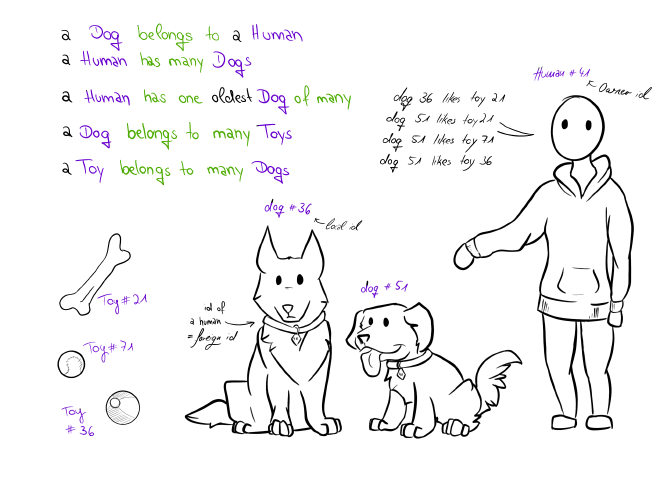 a Dog belongs to a Human
a Human has many Dogs
a Human has one oldest Dog of many
a Dog belongs to many Toys
a Toy belongs to many Dogs
Human #41
Owner id
dog 36 likes toy 21
dog 51 likes toy 21
dog 51 likes toy 71
dog 51 likes toy 36
dog #36
local id
dog #51
id of
a human
= foregn id
Toy #21
Toy #71
Toy
#36